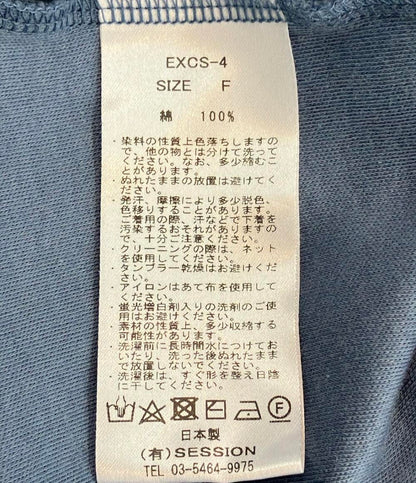 EXCS-4
SIZE F
綿 100%
・染料の性質上色落ちしますの
で、他の物とは分けて洗って
ください。なお、多少縮むこ
とがあります。
・ぬれたままの放置は避けてく
ださい。
・発汗、摩擦により多少脱色、
色移りすることがあります。
ご着用の際、汗などで下着を
汚染するおそれがありますの
で、十分ご注意ください。
・クリーニングの際は、ネット
を使用してください。
・タンブラー乾燥はお避けくだ
さい。
・アイロンはあて布を使用して
ください。
・蛍光増白剤入りの洗剤のご使
用はお避けください。
・素材の性質上、多少収縮する
可能性があります。
・洗濯前に長時間水につけてお
いたり、洗った後ぬれたまま
で放置しないでください。
・洗濯後は、すぐ形を整え日陰
に干してください。
F
日本製
(有)SESSION
TEL 03-5464-9975